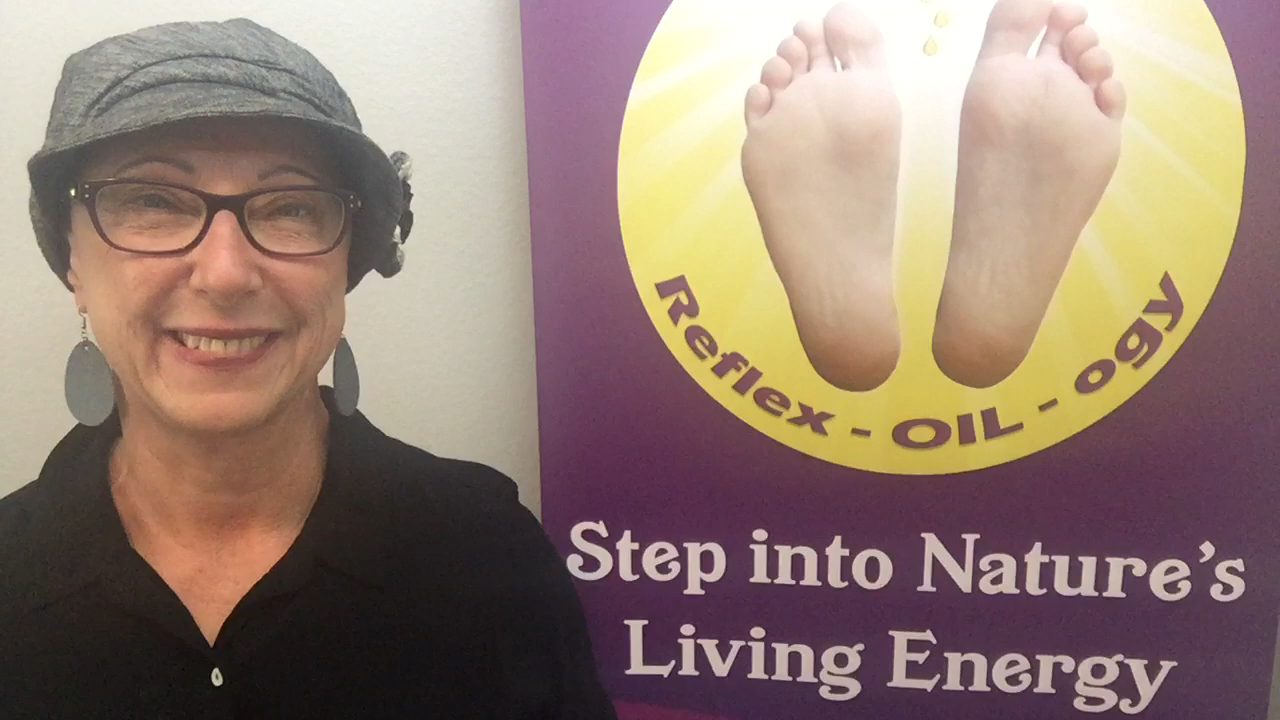 Reflex - OIL - ogy
Step into Nature's
Living Energy